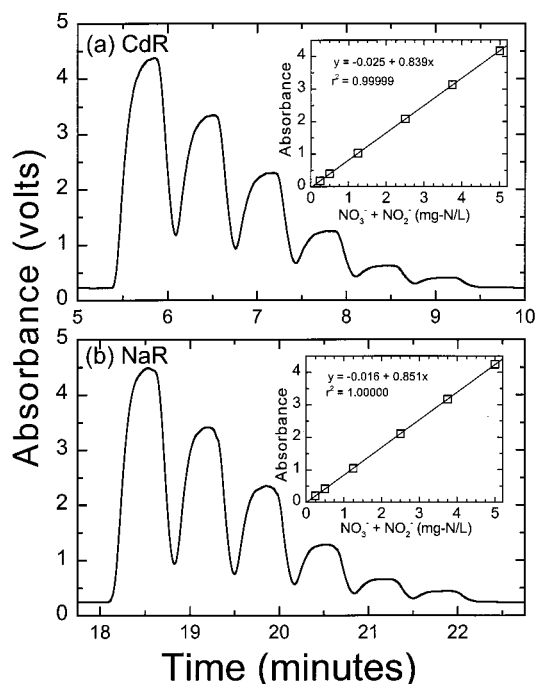 Absorbance (volts)
(a) CdR
5
4
3
2
1
0
5 6 7 8 9 10
y = -0.025 + 0.839x
r² = 0.99999
Absorbance
4
3
2
1
0
0 1 2 3 4 5
NO₃⁻ + NO₂⁻ (mg-N/L)
(b) NaR
5
4
3
2
1
0
18 19 20 21 22
y = -0.016 + 0.851x
r² = 1.00000
Absorbance
4
3
2
1
0
0 1 2 3 4 5
NO₃⁻ + NO₂⁻ (mg-N/L)
Time (minutes)